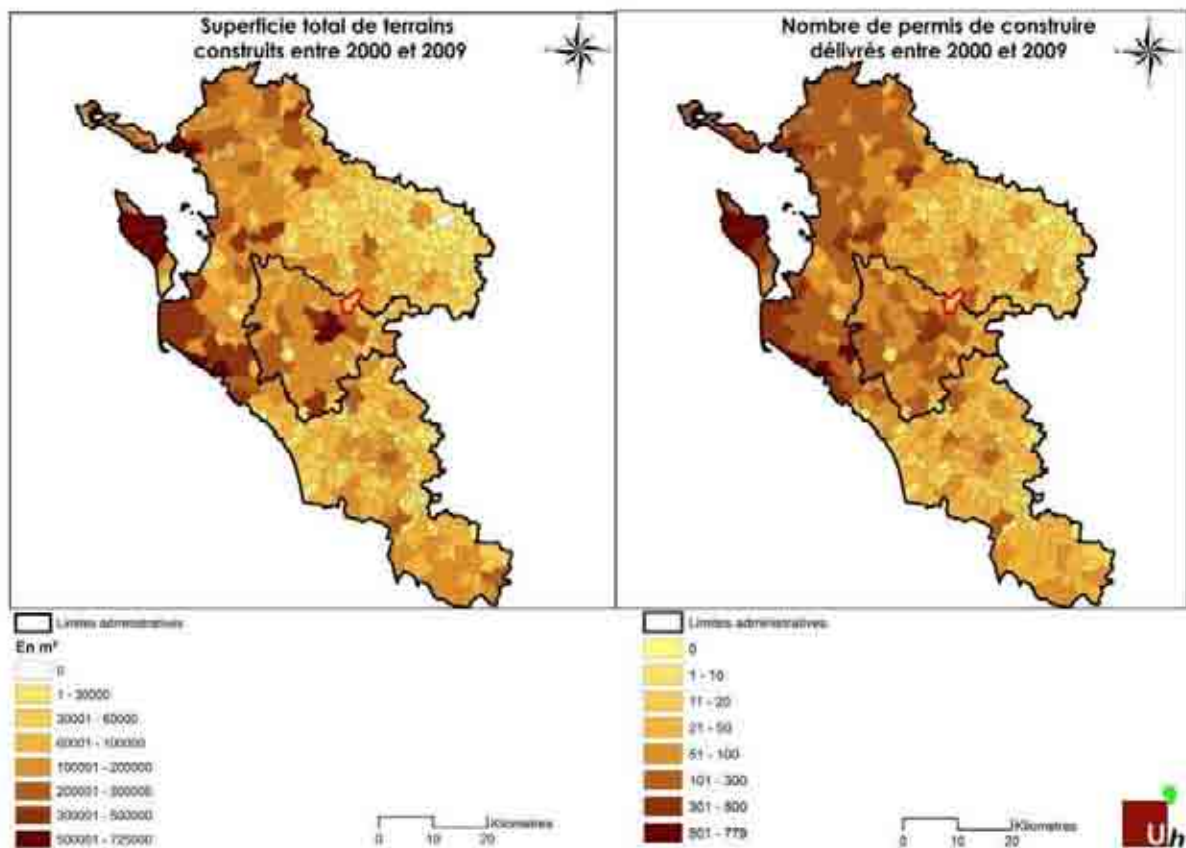 Superficie total de terrains
construits entre 2000 et 2009
Nombre de permis de construire
délivrés entre 2000 et 2009
Limites administratives
En m²
0
1 - 30000
30001 - 60000
60001 - 100000
100001 - 200000
200001 - 300000
300001 - 500000
500001 - 725000
0 10 20
Kilometres
Limites administratives
0
1 - 10
11 - 20
21 - 50
51 - 100
101 - 300
301 - 500
501 - 779
0 10 20
Kilometres
Uh